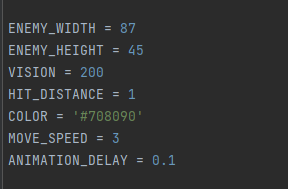 ENEMY_WIDTH = 87
ENEMY_HEIGHT = 45
VISION = 200
HIT_DISTANCE = 1
COLOR = '#708090'
MOVE_SPEED = 3
ANIMATION_DELAY = 0.1